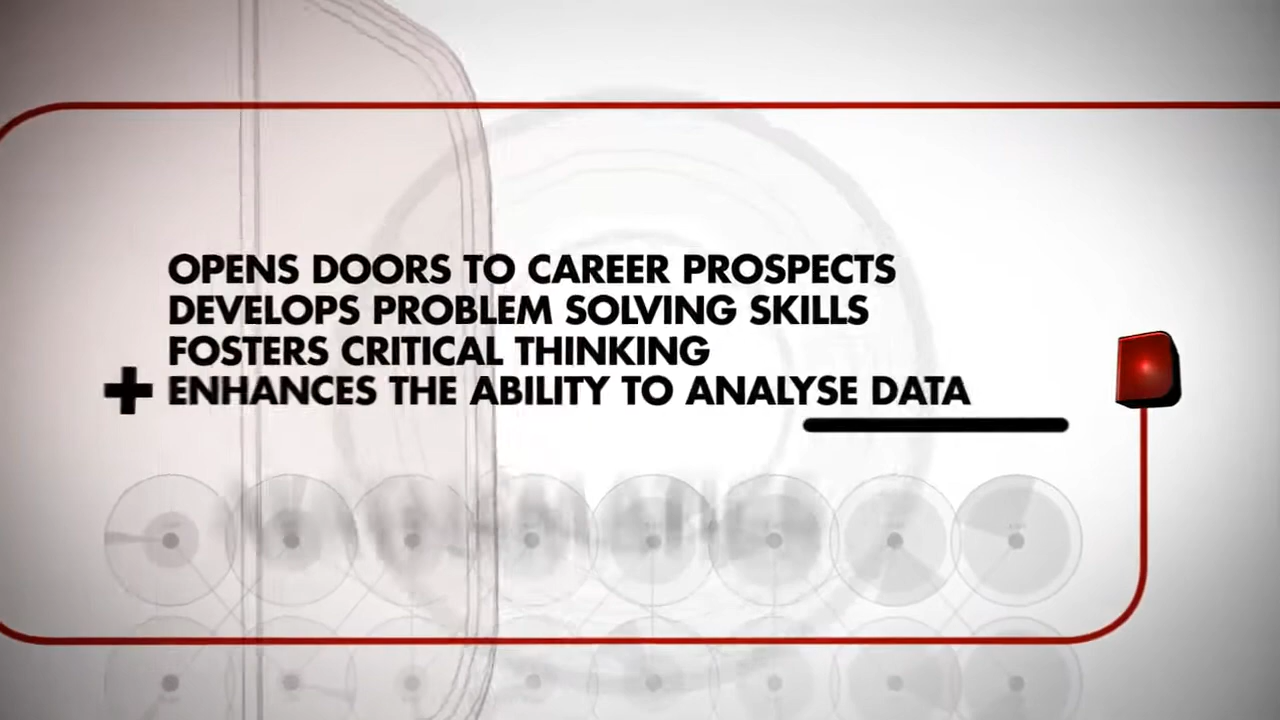 OPENS DOORS TO CAREER PROSPECTS
DEVELOPS PROBLEM SOLVING SKILLS
FOSTERS CRITICAL THINKING
+ ENHANCES THE ABILITY TO ANALYSE DATA